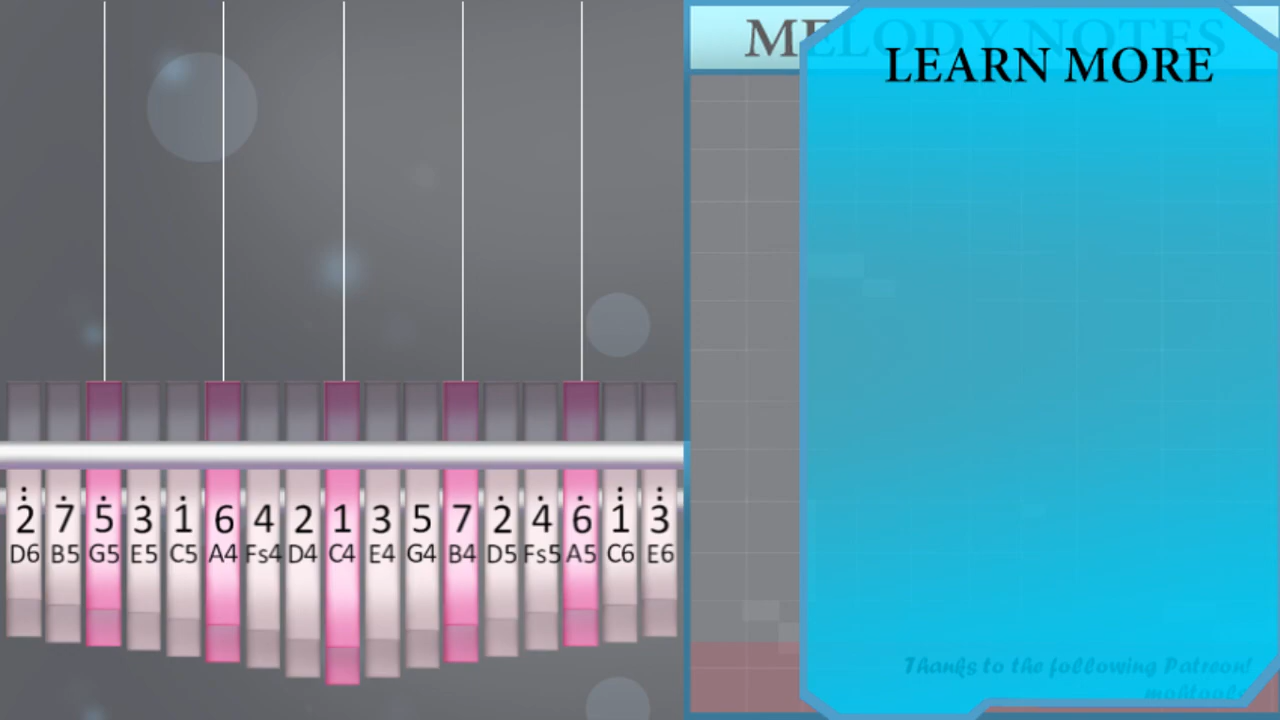 MELODY NOTES
LEARN MORE
2 7 5 3 1 6 4 2 1 3 5 7 2 4 6 1 3
D6 B5 G5 E5 C5 A4 Fs4 D4 C4 E4 G4 B4 D5 Fs5 A5 C6 E6
Thanks to the following Patreon!